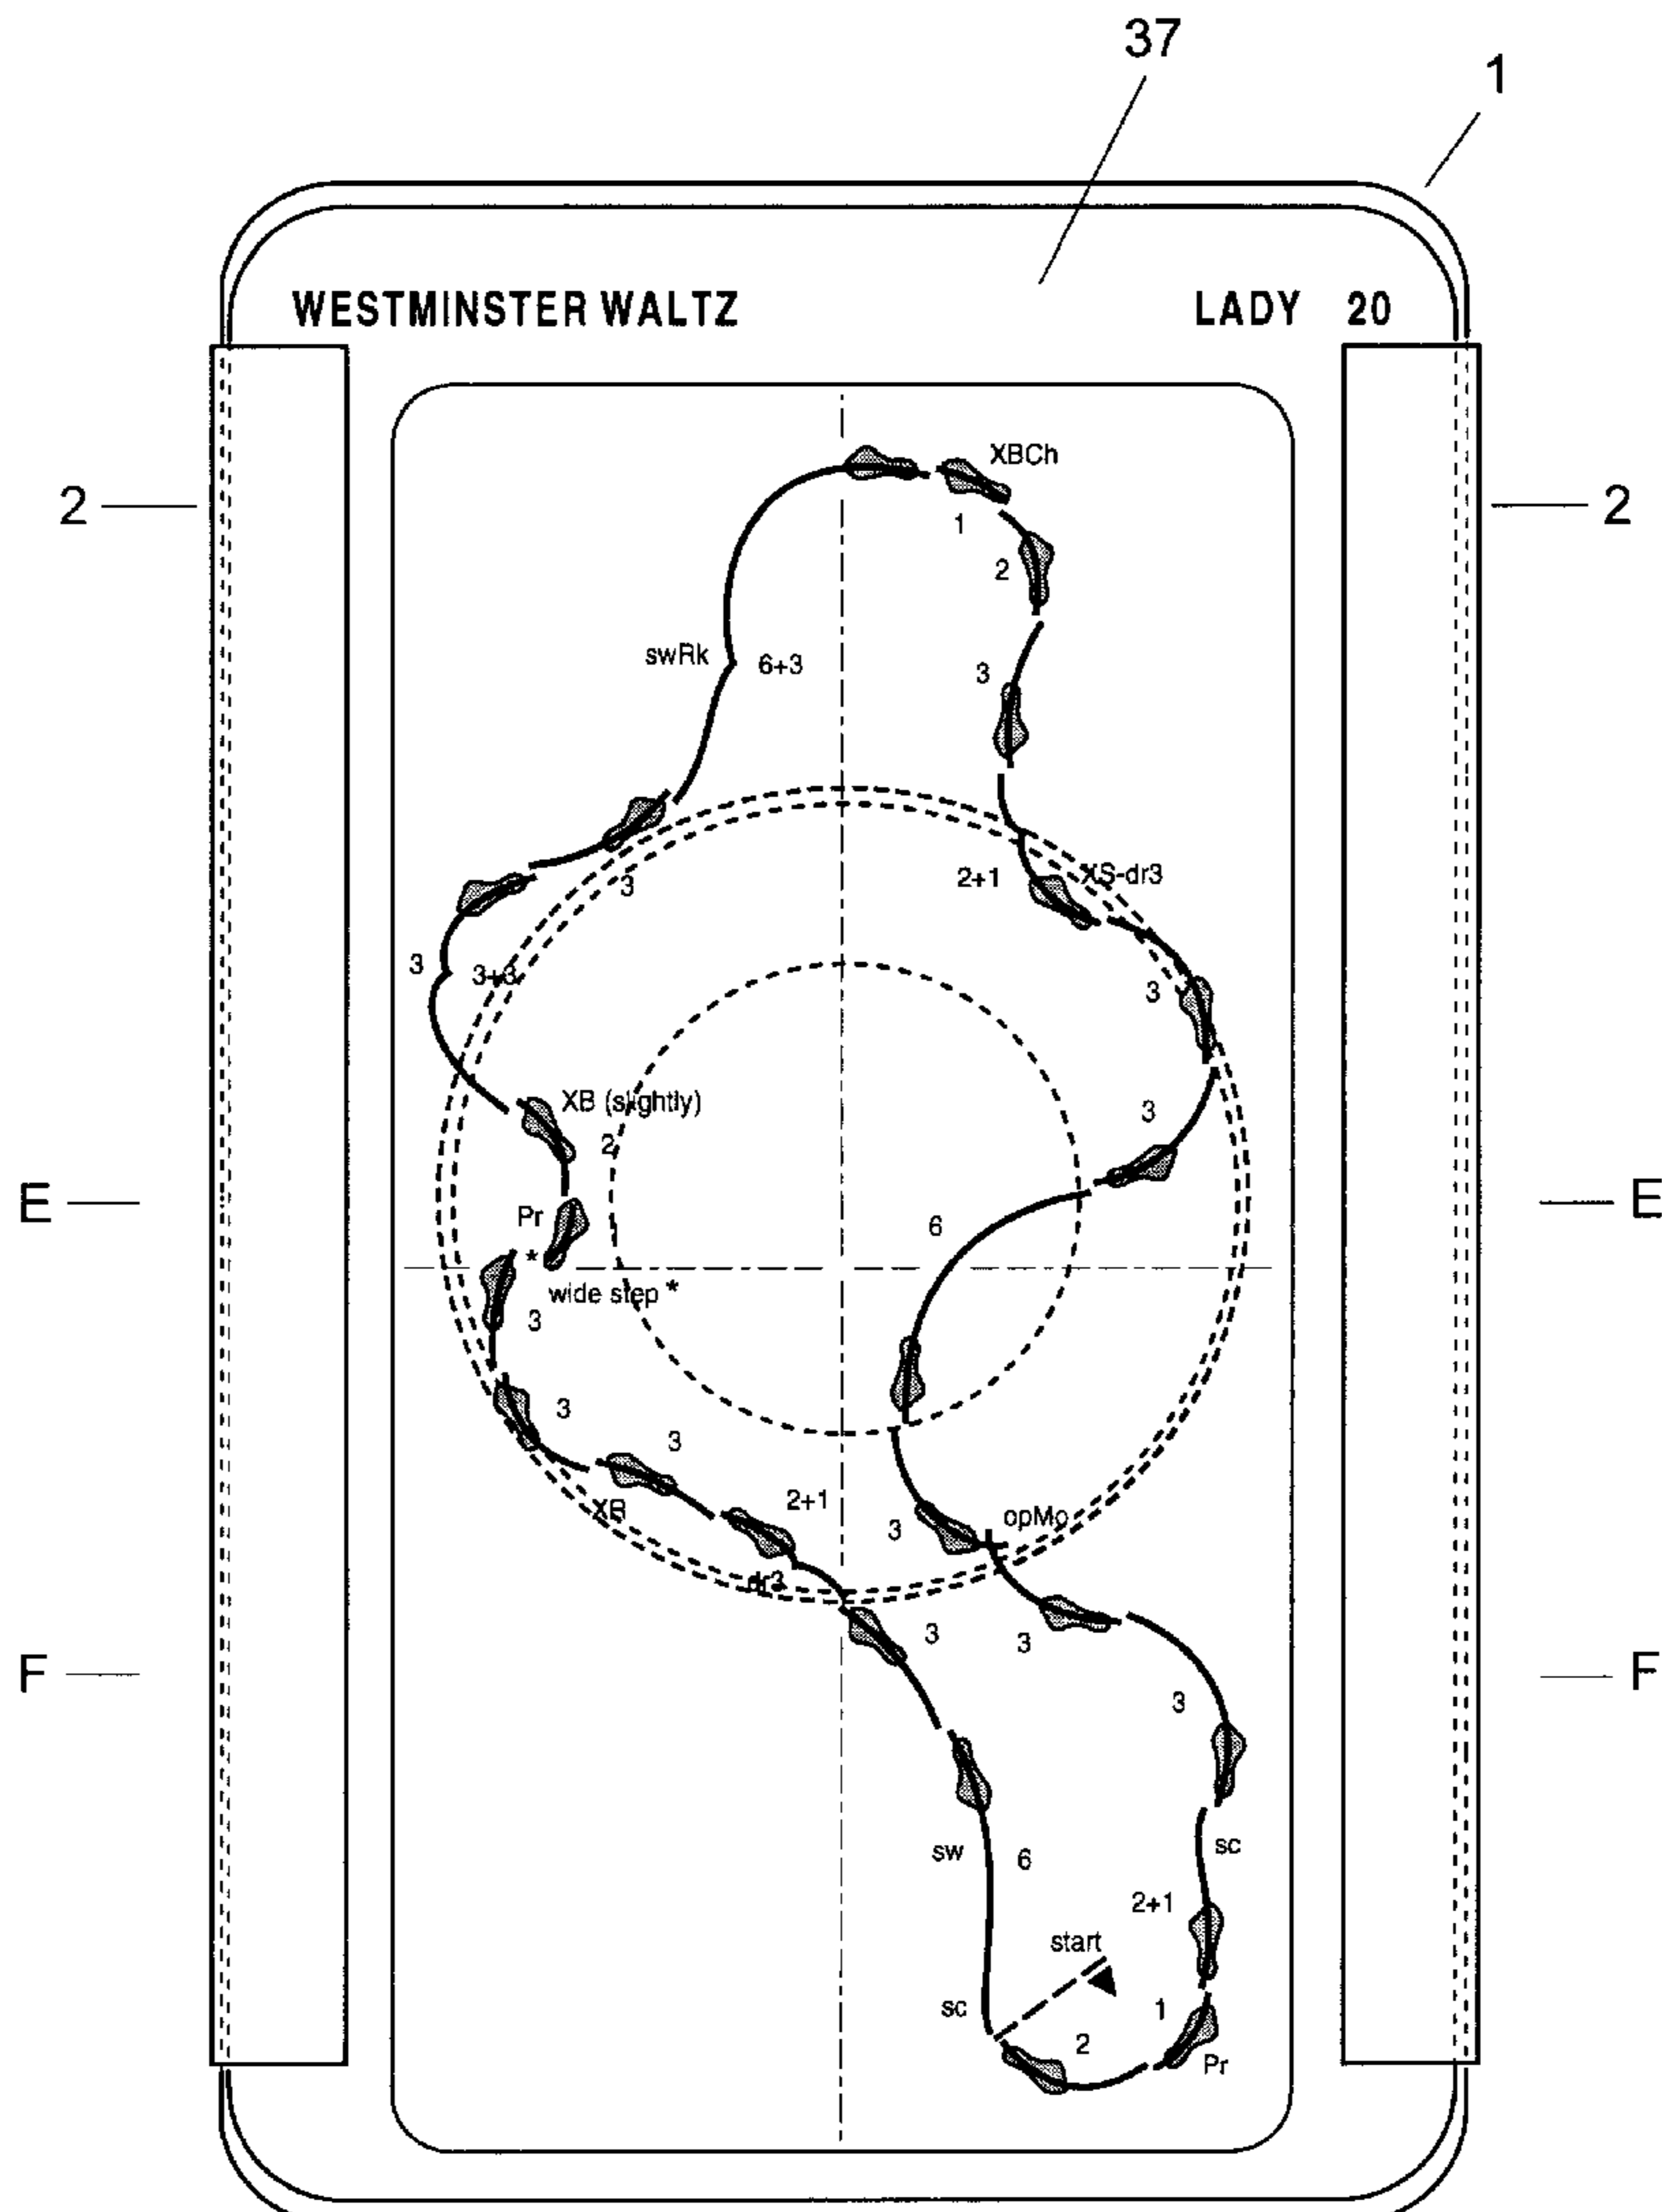 37
1
WESTMINSTER WALTZ
LADY 20
XBCh
2
2
1
2
swRk
6+3
3
2+1
XS-dr3
3
3
3+3
3
XB (slightly)
3
2
E
E
Pr
6
*
wide step *
3
3
3
2+1
XB
3
opMo
dr3
3
3
F
F
3
sw
6
sc
2+1
start
sc
1
2
Pr